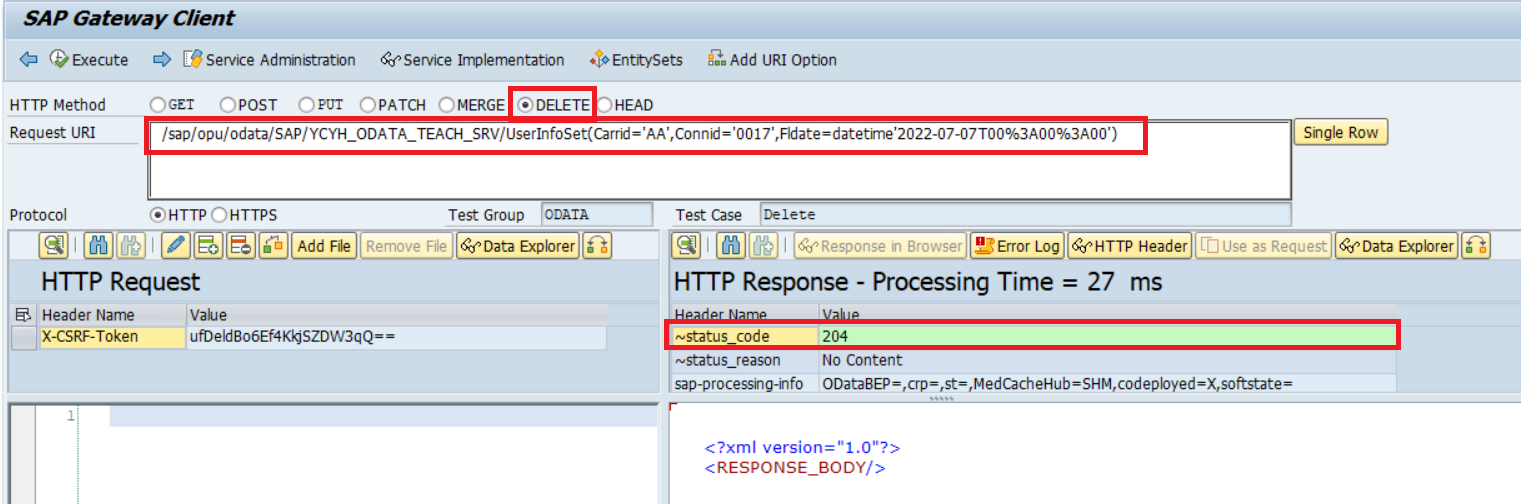 SAP Gateway Client
Execute Service Administration Service Implementation EntitySets Add URI Option
HTTP Method GET POST PUT PATCH MERGE DELETE HEAD
Request URI /sap/opu/odata/SAP/YCYH_ODATA_TEACH_SRV/UserInfoSet(Carrid='AA',Connid='0017',Fldate=datetime'2022-07-07T00%3A00%3A00') Single Row
Protocol HTTP HTTPS Test Group ODATA Test Case Delete
Add File Remove File Data Explorer Response in Browser Error Log HTTP Header Use as Request Data Explorer
HTTP Request
Header Name Value
X-CSRF-Token ufDeldBo6Ef4KkjSZDW3qQ==
1
HTTP Response - Processing Time = 27 ms
Header Name Value
~status_code 204
~status_reason No Content
sap-processing-info ODataBEP=,crp=,st=,MedCacheHub=SHM,codeployed=X,softstate=
<?xml version="1.0"?>
<RESPONSE_BODY/>